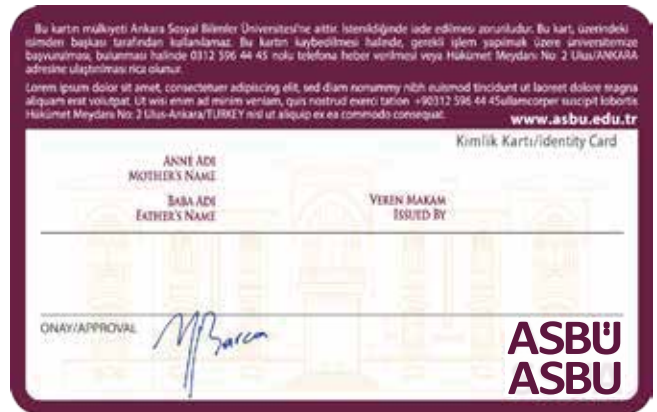 Bu kartın mülkiyeti Ankara Sosyal Bilimler Üniversitesi'ne aittir. İstenildiğinde iade edilmesi zorunludur. Bu kart, üzerindeki
isimden başkası tarafından kullanılamaz. Bu kartın kaybedilmesi halinde, gerekli işlem yapılmak üzere üniversitemize
başvurulması, bulunması halinde 0312 596 44 45 nolu telefona heber verilmesi veya Hükümet Meydanı No: 2 Ulus/ANKARA
adresine ulaştırılması rica olunur.
Lorem ipsum dolor sit amet, consectetuer adipiscing elit, sed diam nonummy nibh euismod tincidunt ut laoreet dolore magna
aliquam erat volutpat. Ut wisi enim ad minim veniam, quis nostrud exerci tation +90312 596 44 45ullamcorper suscipit lobortis
Hükümet Meydanı No: 2 Ulus-Ankara/TURKEY nisl ut aliquip ex ea commodo consequat.
www.asbu.edu.tr
Kimlik Kartı/identity Card
ANNE ADI
MOTHER'S NAME
BABA ADI
FATHER'S NAME
VEREN MAKAM
ISSUED BY
ONAY/APPROVAL
ASBÜ
ASBU